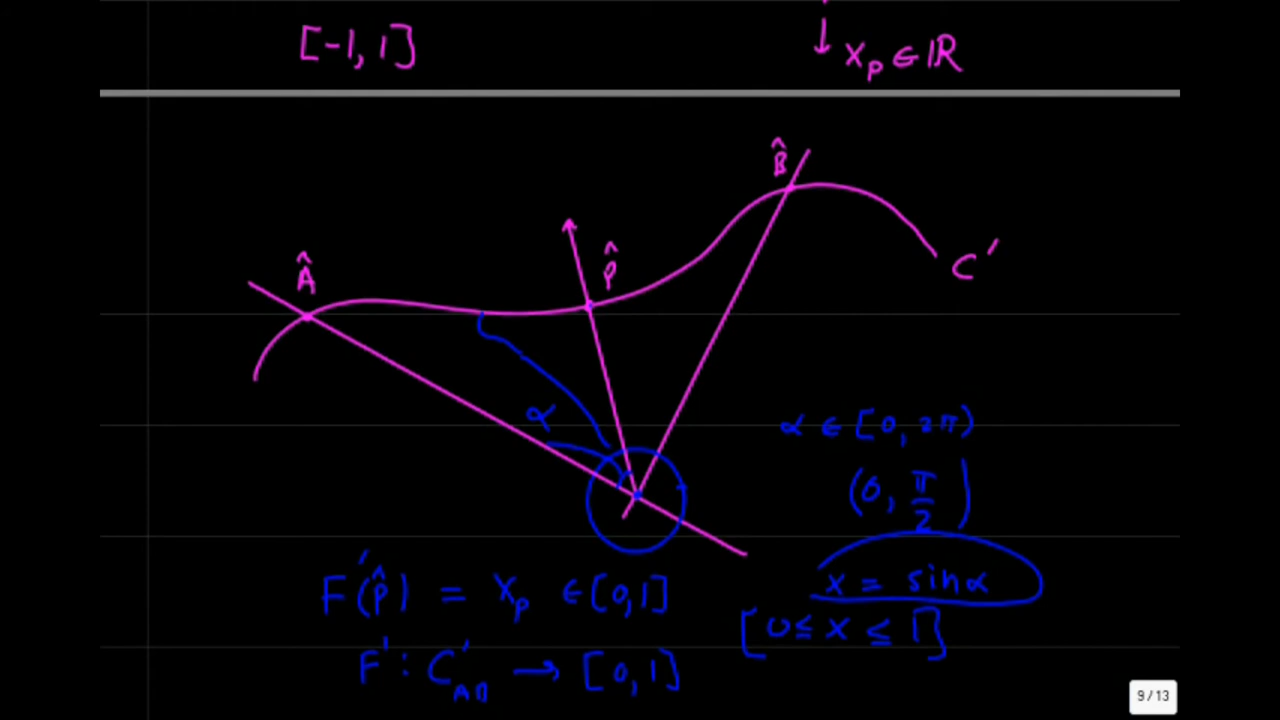 [-1, 1]
↓ x_p ∈ ℝ
B̂
Â
P̂
C'
α
α ∈ [0, 2π)
(0, π/2)
F'(P̂) = x_p ∈ [0, 1]
x = sin α
[0 ≤ x ≤ 1]
F' : C'_AB → [0, 1]
9 / 13